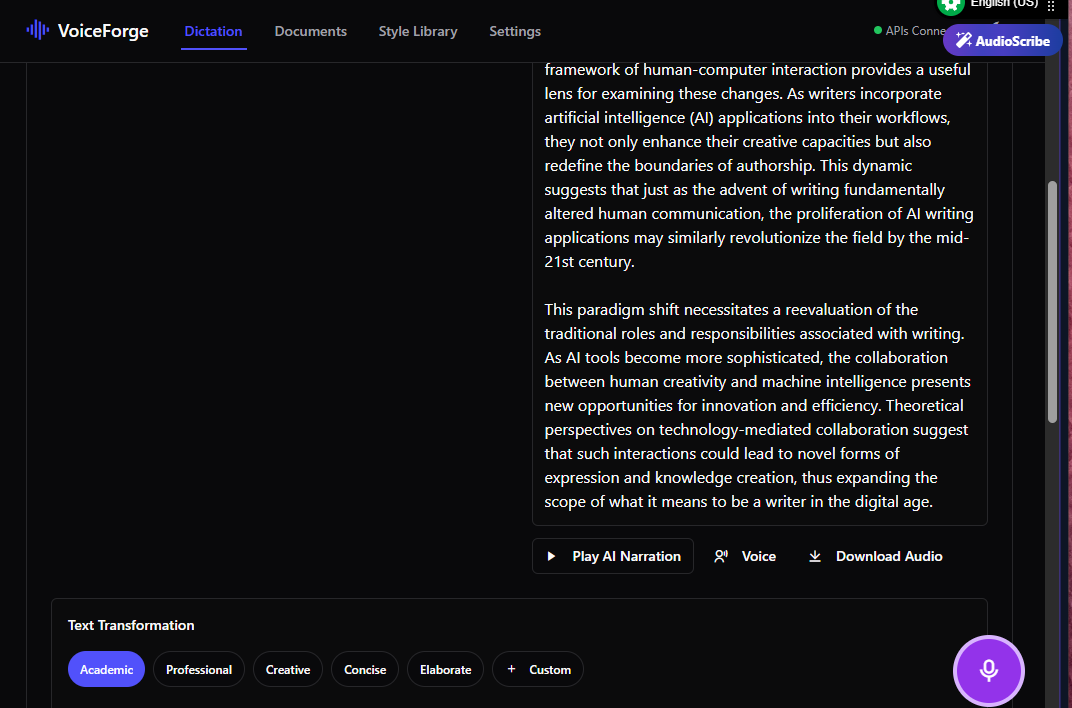 English (US)
VoiceForge
Dictation
Documents
Style Library
Settings
APIs Conne
AudioScribe
framework of human-computer interaction provides a useful
lens for examining these changes. As writers incorporate
artificial intelligence (AI) applications into their workflows,
they not only enhance their creative capacities but also
redefine the boundaries of authorship. This dynamic
suggests that just as the advent of writing fundamentally
altered human communication, the proliferation of AI writing
applications may similarly revolutionize the field by the mid-
21st century.
This paradigm shift necessitates a reevaluation of the
traditional roles and responsibilities associated with writing.
As AI tools become more sophisticated, the collaboration
between human creativity and machine intelligence presents
new opportunities for innovation and efficiency. Theoretical
perspectives on technology-mediated collaboration suggest
that such interactions could lead to novel forms of
expression and knowledge creation, thus expanding the
scope of what it means to be a writer in the digital age.
Play AI Narration
Voice
Download Audio
Text Transformation
Academic
Professional
Creative
Concise
Elaborate
+ Custom